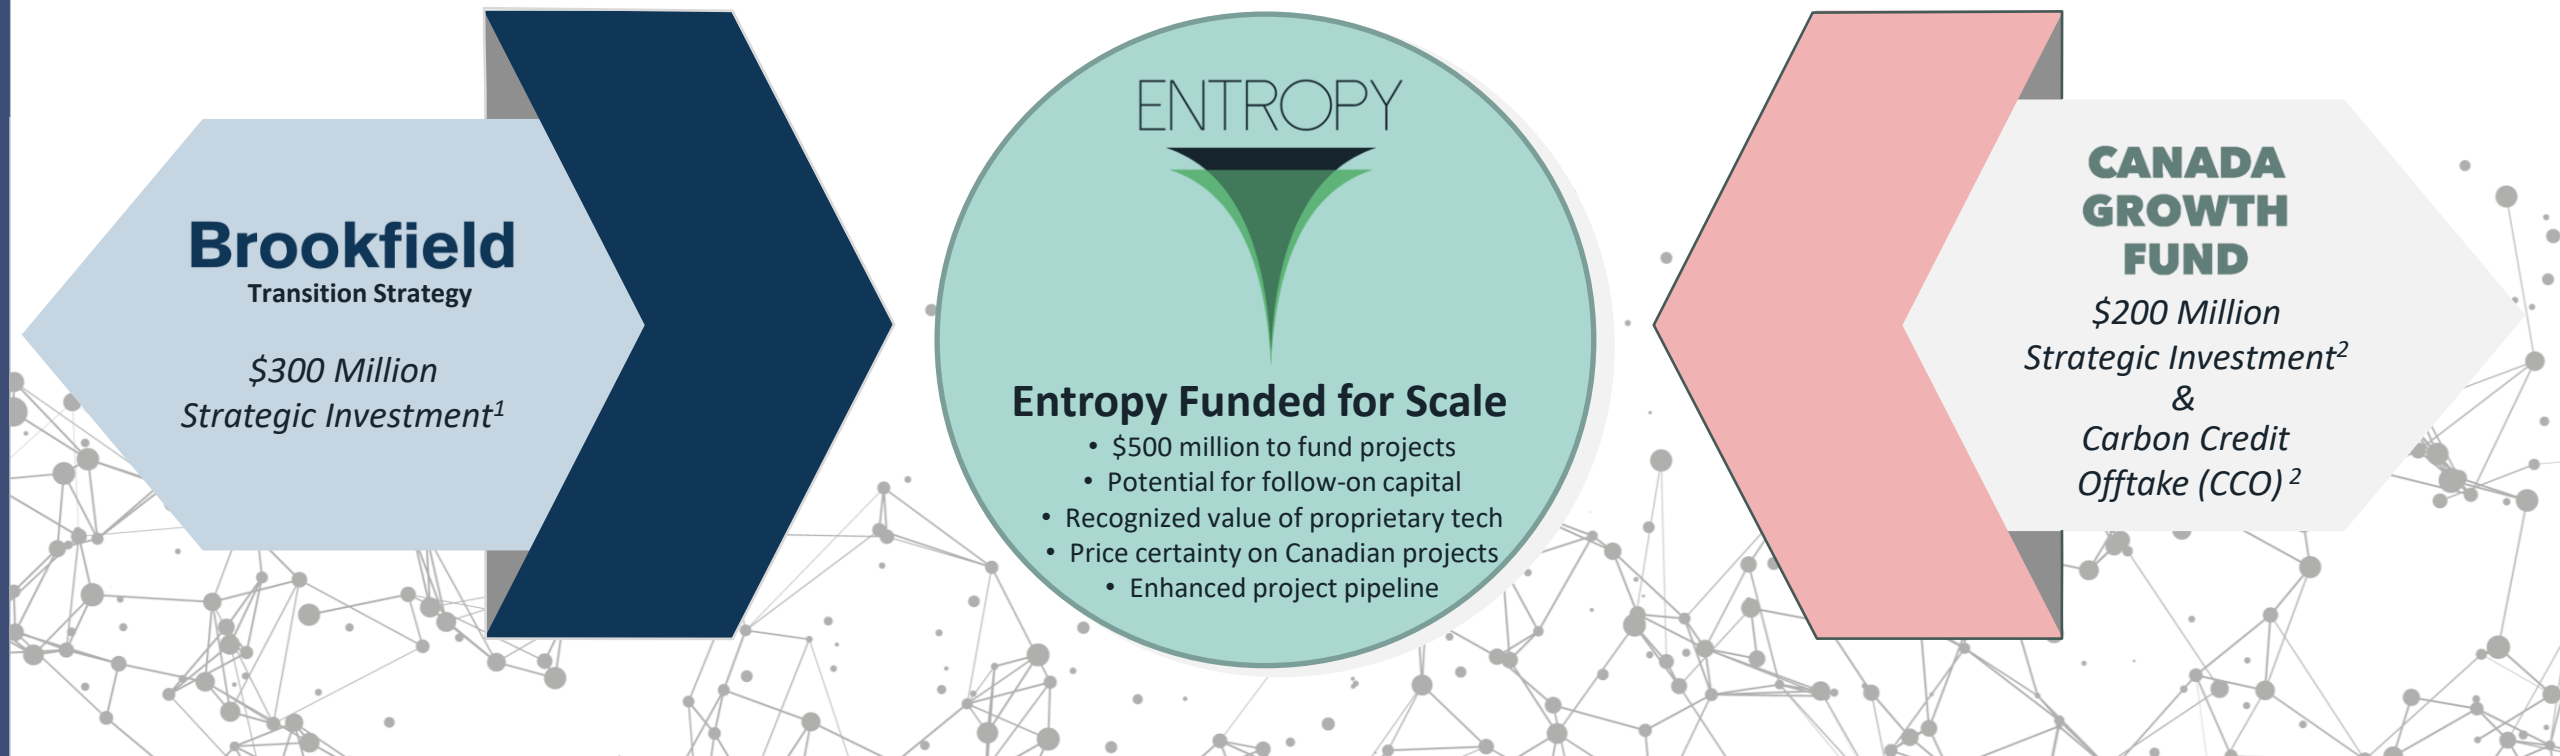 Brookfield
Transition Strategy
$300 Million
Strategic Investment1
ENTROPY
Entropy Funded for Scale
• $500 million to fund projects
• Potential for follow-on capital
• Recognized value of proprietary tech
• Price certainty on Canadian projects
• Enhanced project pipeline
CANADA
GROWTH
FUND
$200 Million
Strategic Investment2
&
Carbon Credit
Offtake (CCO) 2